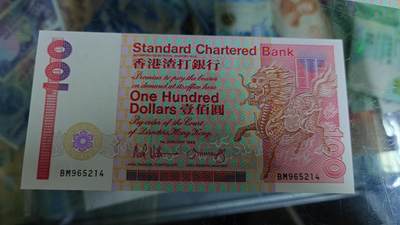 100
Standard Chartered Bank
香港渣打銀行
Promises to pay the bearer
on demand at its office here
One Hundred
Dollars 壹佰圓
By order of the Court
of Directors, Hong Kong
BM965214
BM965214
100